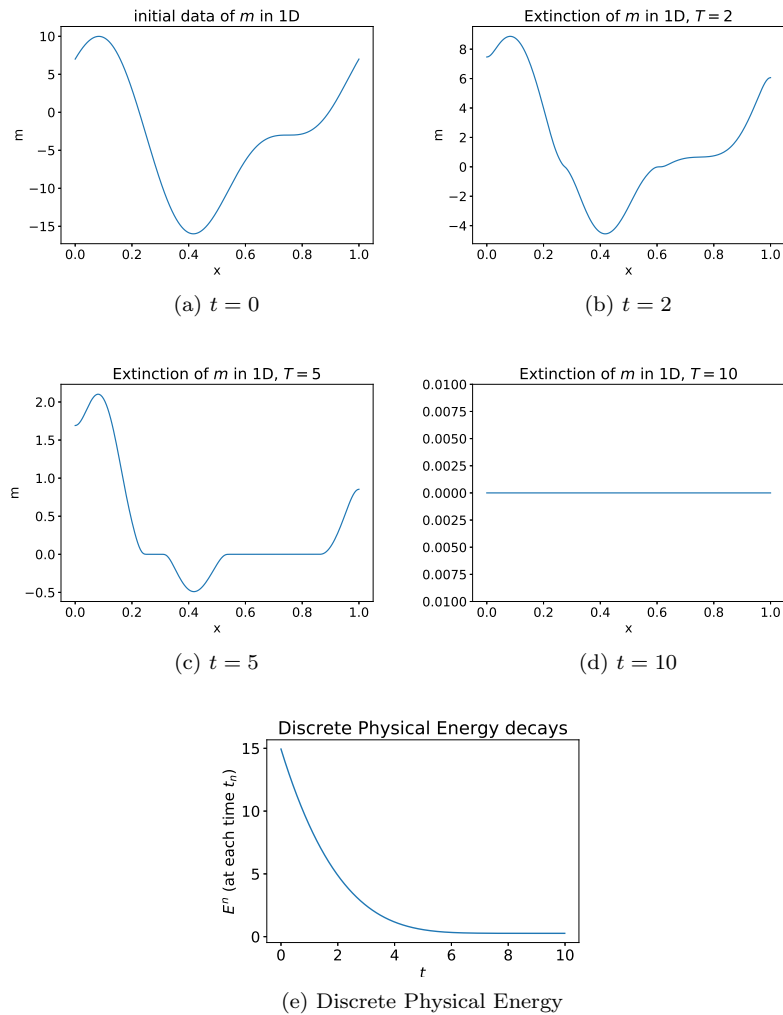 initial data of m in 1D
10
5
0
−5
−10
−15
m
0.0 0.2 0.4 0.6 0.8 1.0
x
(a) t = 0
Extinction of m in 1D, T = 2
8
6
4
2
0
−2
−4
m
0.0 0.2 0.4 0.6 0.8 1.0
x
(b) t = 2
Extinction of m in 1D, T = 5
2.0
1.5
1.0
0.5
0.0
−0.5
m
0.0 0.2 0.4 0.6 0.8 1.0
x
(c) t = 5
Extinction of m in 1D, T = 10
0.0100
0.0075
0.0050
0.0025
0.0000
0.0025
0.0050
0.0075
0.0100
m
0.0 0.2 0.4 0.6 0.8 1.0
x
(d) t = 10
Discrete Physical Energy decays
15
10
5
0
Eⁿ (at each time tₙ)
0 2 4 6 8 10
t
(e) Discrete Physical Energy